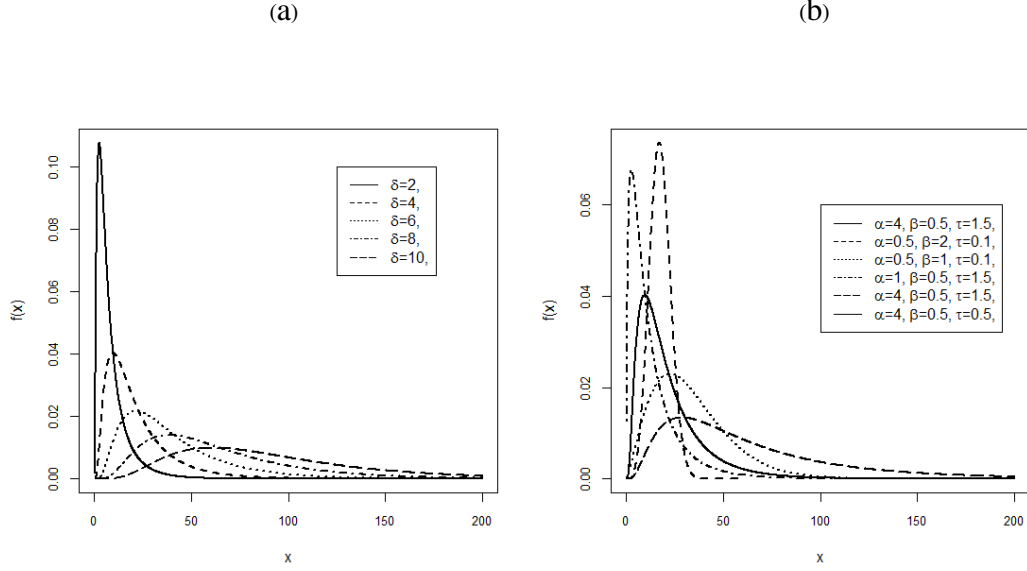 (a)
(b)
f(x)
0.00 0.02 0.04 0.06 0.08 0.10
δ=2,
δ=4,
δ=6,
δ=8,
δ=10,
0 50 100 150 200
x
f(x)
0.00 0.02 0.04 0.06
α=4, β=0.5, τ=1.5,
α=0.5, β=2, τ=0.1,
α=0.5, β=1, τ=0.1,
α=1, β=0.5, τ=1.5,
α=4, β=0.5, τ=1.5,
α=4, β=0.5, τ=0.5,
0 50 100 150 200
x